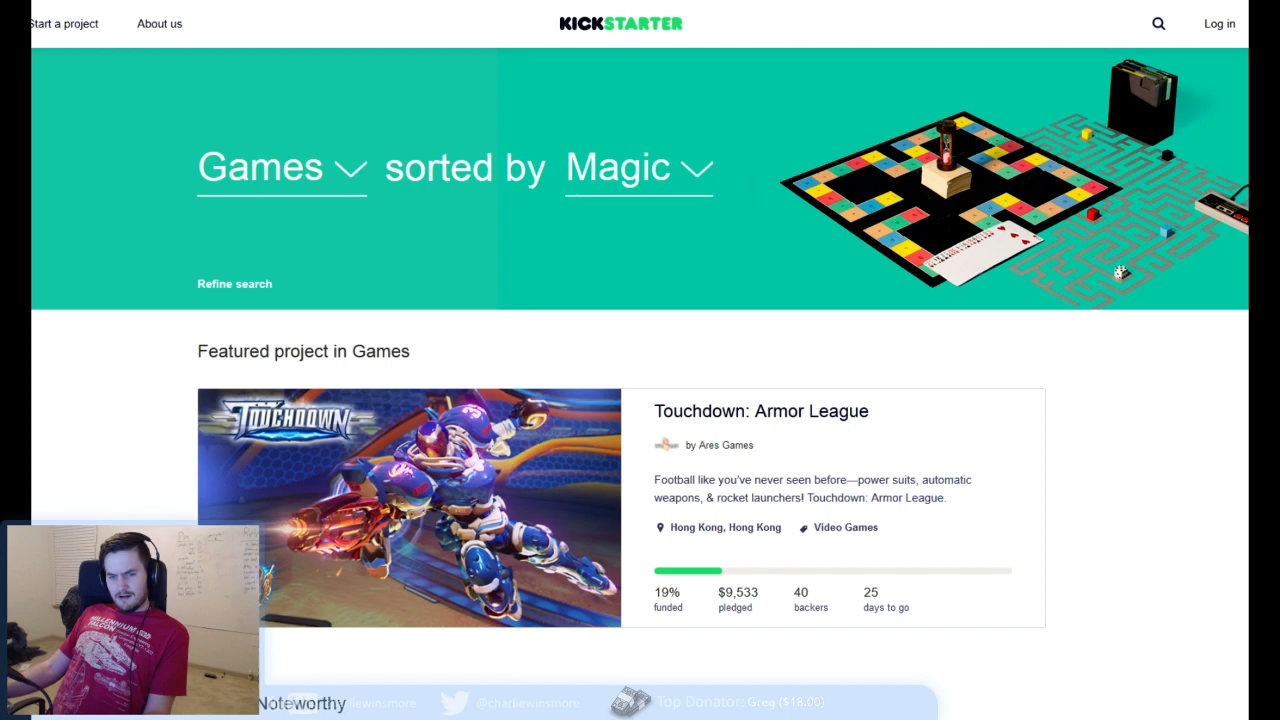 Start a project
About us
KICKSTARTER
Log in
Games sorted by Magic
Refine search
Featured project in Games
TOUCHDOWN
Touchdown: Armor League
by Ares Games
Football like you've never seen before—power suits, automatic
weapons, & rocket launchers! Touchdown: Armor League.
Hong Kong, Hong Kong
Video Games
19%
funded
$9,533
pledged
40
backers
25
days to go
MILLENNIUM
FALCON
Noteworthy
@charliewinsmore
Top Donator: Greg ($18.00)